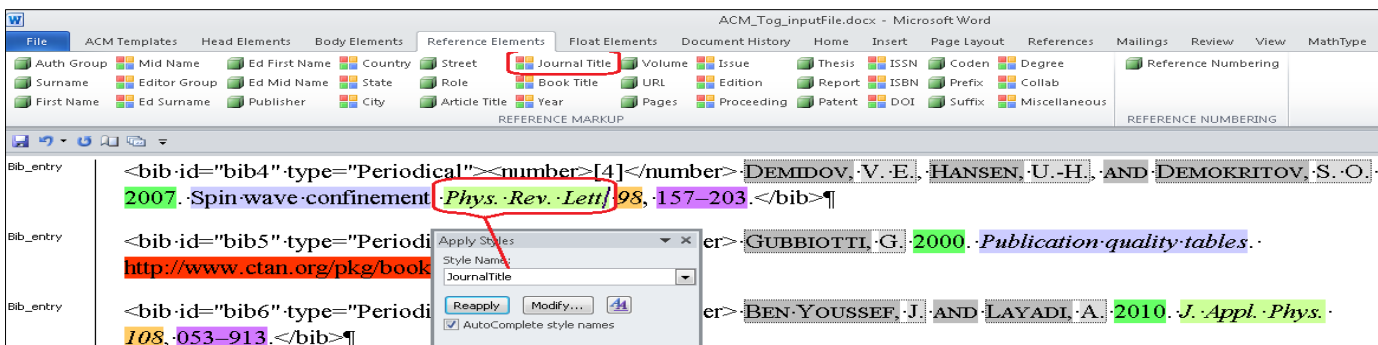 W ACM_Tog_inputFile.docx - Microsoft Word
File ACM Templates Head Elements Body Elements Reference Elements Float Elements Document History Home Insert Page Layout References Mailings Review View MathType
Auth Group Mid Name Ed First Name Country Street Journal Title Volume Issue Thesis ISSN Coden Degree Reference Numbering
Surname Editor Group Ed Mid Name State Role Book Title URL Edition Report ISBN Prefix Collab
First Name Ed Surname Publisher City Article Title Year Pages Proceeding Patent DOI Suffix Miscellaneous
REFERENCE MARKUP REFERENCE NUMBERING
Bib_entry <bib·id="bib4"·type="Periodical"><number>[4]</number>·DEMIDOV,·V.·E.,·HANSEN,·U.-H.,·AND·DEMOKRITOV,·S.·O.·
2007.·Spin·wave·confinement.·Phys.·Rev.·Lett. 98,·157–203.</bib>¶
Bib_entry <bib·id="bib5"·type="Periodi er>·GUBBIOTTI,·G.·2000.·Publication·quality·tables.·
http://www.ctan.org/pkg/book
Apply Styles
Style Name:
JournalTitle
Reapply Modify...
AutoComplete style names
Bib_entry <bib·id="bib6"·type="Periodi er>·BEN·YOUSSEF,·J.·AND·LAYADI,·A.·2010.·J.·Appl.·Phys.·
108,·053–913.</bib>¶